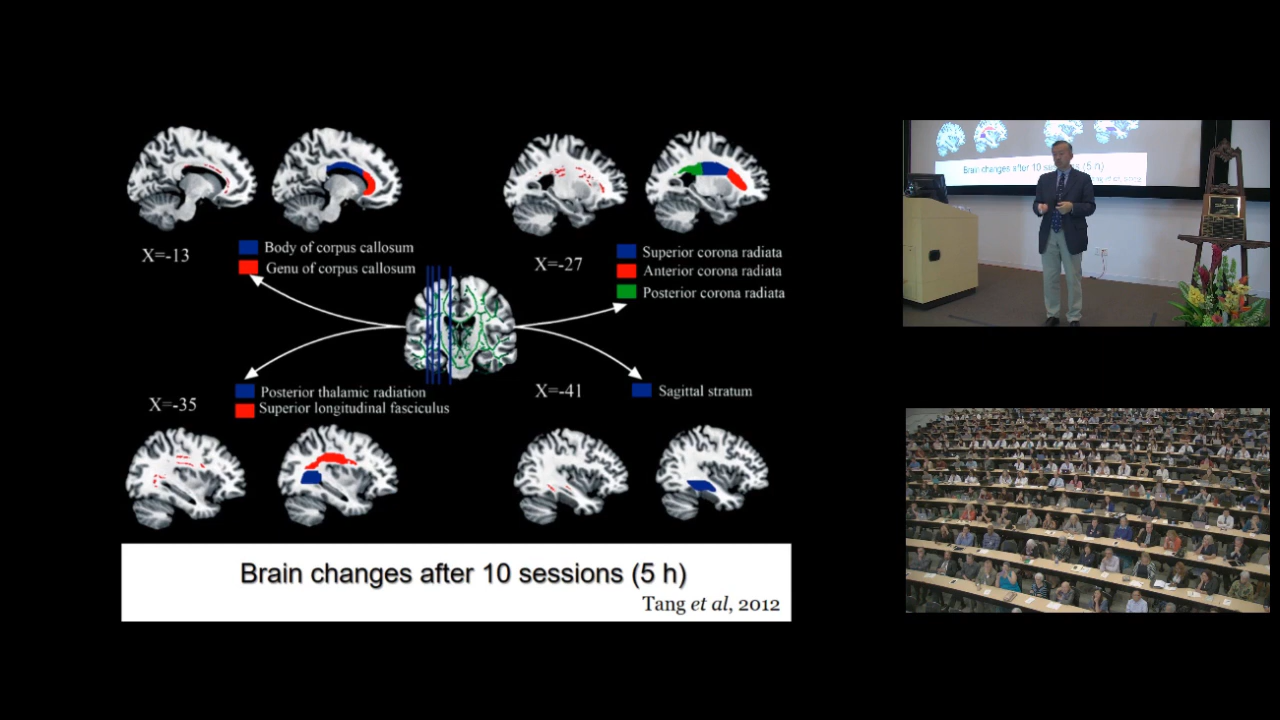 X=-13
Body of corpus callosum
Genu of corpus callosum
X=-27
Superior corona radiata
Anterior corona radiata
Posterior corona radiata
X=-35
Posterior thalamic radiation
Superior longitudinal fasciculus
X=-41
Sagittal stratum
Brain changes after 10 sessions (5 h)
Tang et al, 2012
Brain changes after 10 sessions (5 h)